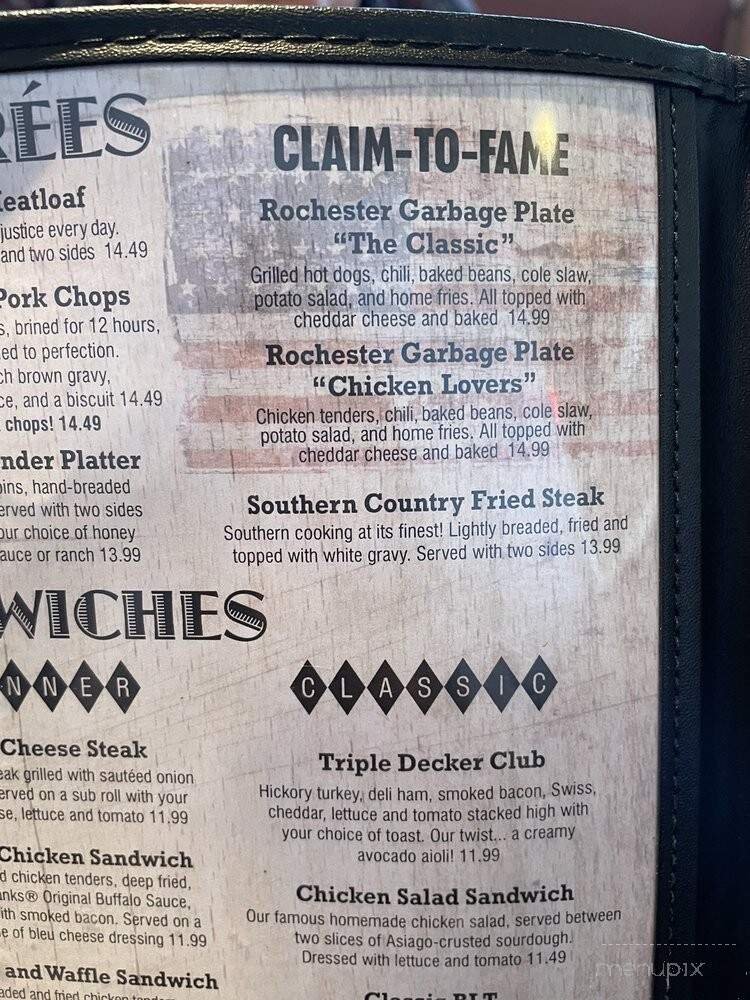 ÉES
eatloaf
justice every day.
and two sides 14.49
Pork Chops
s, brined for 12 hours,
ed to perfection.
ch brown gravy,
ce, and a biscuit 14.49
chops! 14.49
nder Platter
ins, hand-breaded
erved with two sides
our choice of honey
auce or ranch 13.99
CLAIM-TO-FAME
Rochester Garbage Plate
“The Classic”
Grilled hot dogs, chili, baked beans, cole slaw,
potato salad, and home fries. All topped with
cheddar cheese and baked 14.99
Rochester Garbage Plate
“Chicken Lovers”
Chicken tenders, chili, baked beans, cole slaw,
potato salad, and home fries. All topped with
cheddar cheese and baked 14.99
Southern Country Fried Steak
Southern cooking at its finest! Lightly breaded, fried and
topped with white gravy. Served with two sides 13.99
WICHES
NNER
Cheese Steak
eak grilled with sautéed onion
erved on a sub roll with your
se, lettuce and tomato 11.99
Chicken Sandwich
d chicken tenders, deep fried,
anks® Original Buffalo Sauce,
ith smoked bacon. Served on a
e of bleu cheese dressing 11.99
and Waffle Sandwich
aded and fried chicken
CLASSIC
Triple Decker Club
Hickory turkey, deli ham, smoked bacon, Swiss,
cheddar, lettuce and tomato stacked high with
your choice of toast. Our twist... a creamy
avocado aioli! 11.99
Chicken Salad Sandwich
Our famous homemade chicken salad, served between
two slices of Asiago-crusted sourdough.
Dressed with lettuce and tomato 11.49
Classic BLT
menupix